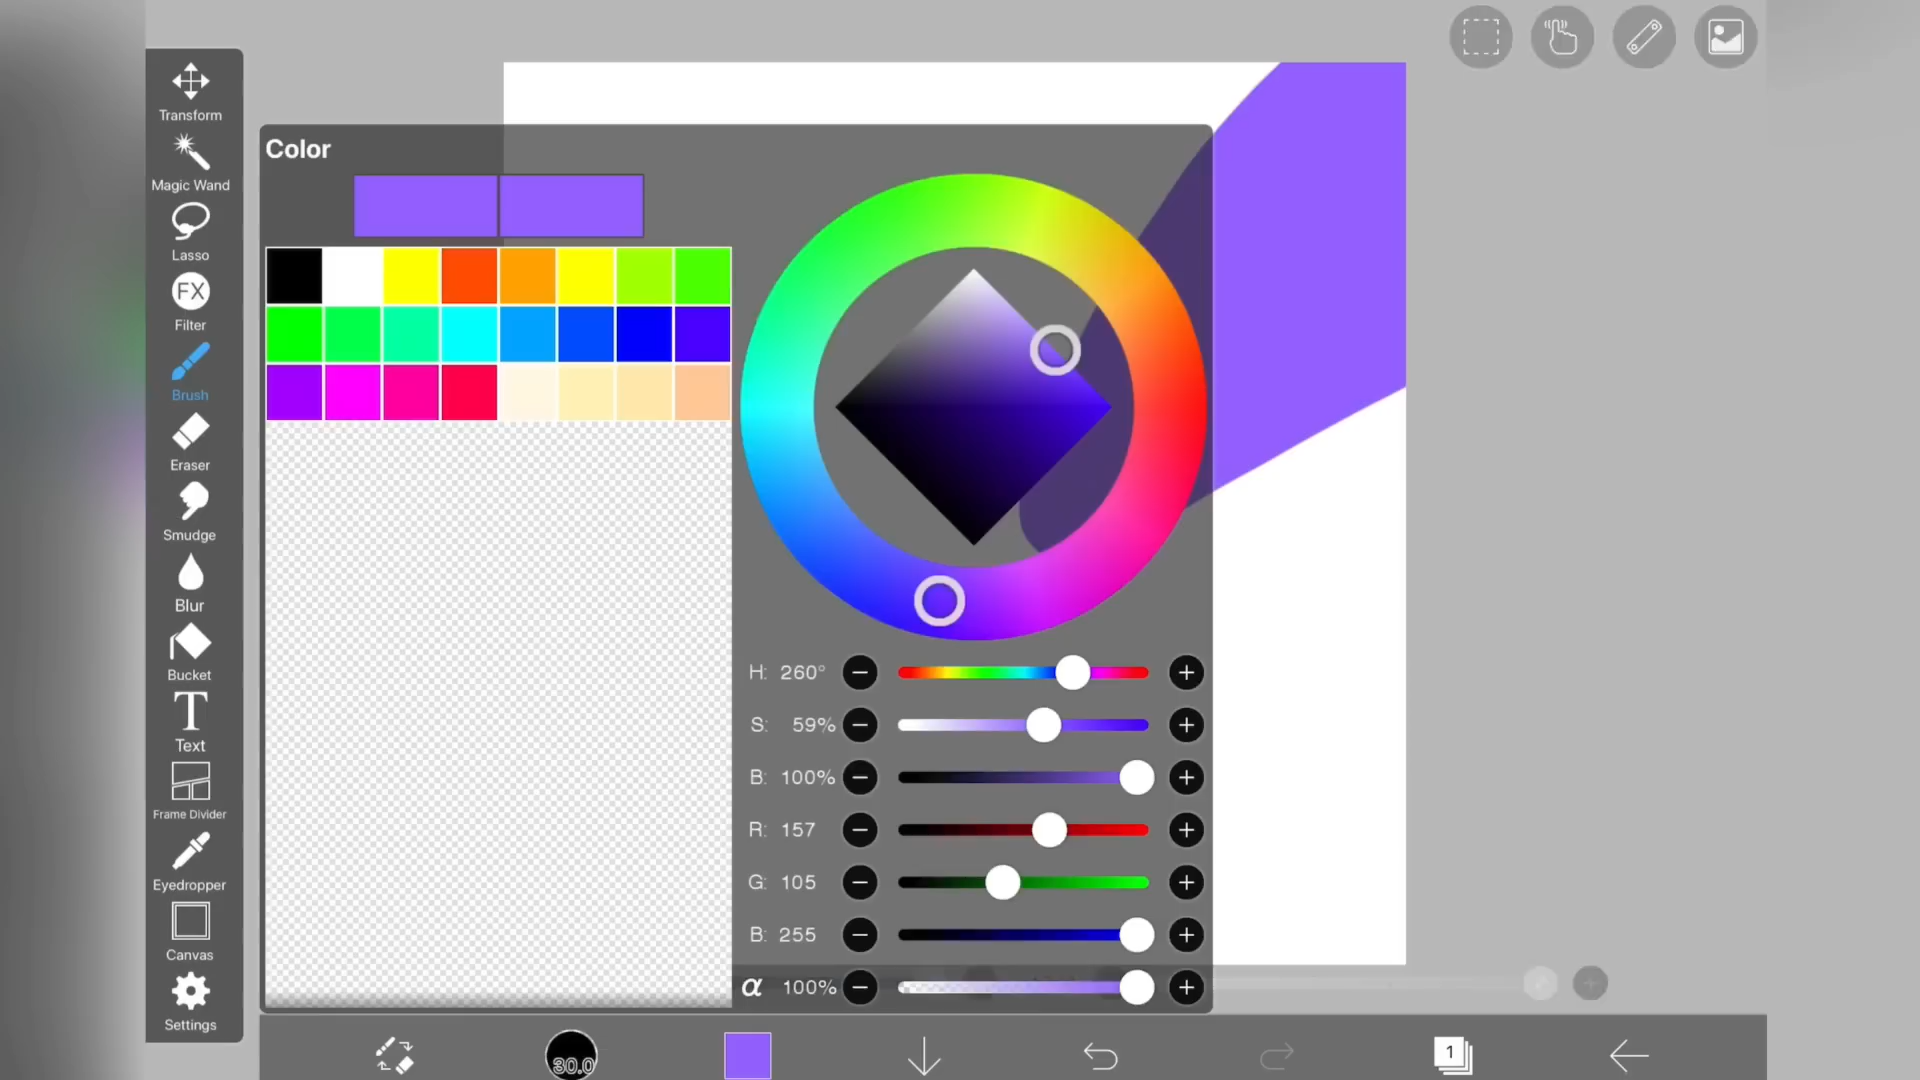 Transform
Magic Wand
Lasso
FX
Filter
Brush
Eraser
Smudge
Blur
Bucket
T
Text
Frame Divider
Eyedropper
Canvas
Settings
Color
H: 260°
S: 59%
B: 100%
R: 157
G: 105
B: 255
α 100%
30.0
1